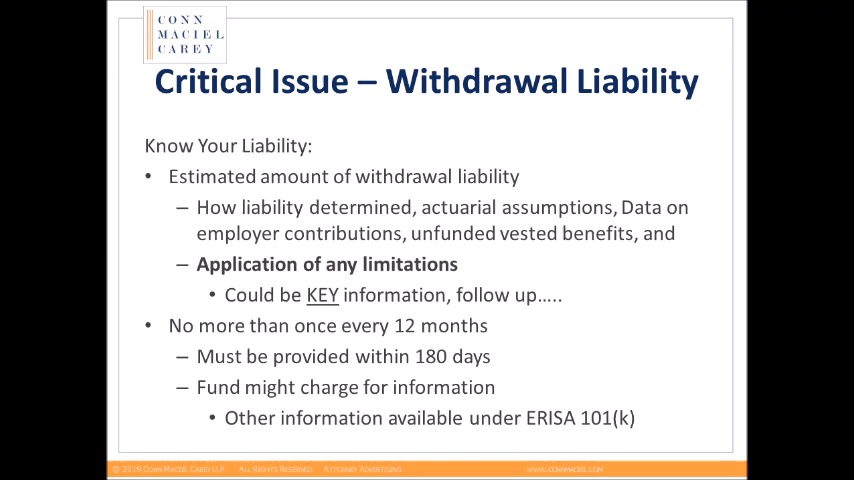 CONN
MACIEL
CAREY
Critical Issue – Withdrawal Liability
Know Your Liability:
• Estimated amount of withdrawal liability
– How liability determined, actuarial assumptions, Data on
employer contributions, unfunded vested benefits, and
– Application of any limitations
• Could be KEY information, follow up…..
• No more than once every 12 months
– Must be provided within 180 days
– Fund might charge for information
• Other information available under ERISA 101(k)
© 2019 Conn Maciel Carey LLP All Rights Reserved Attorney Advertising www.connmaciel.com